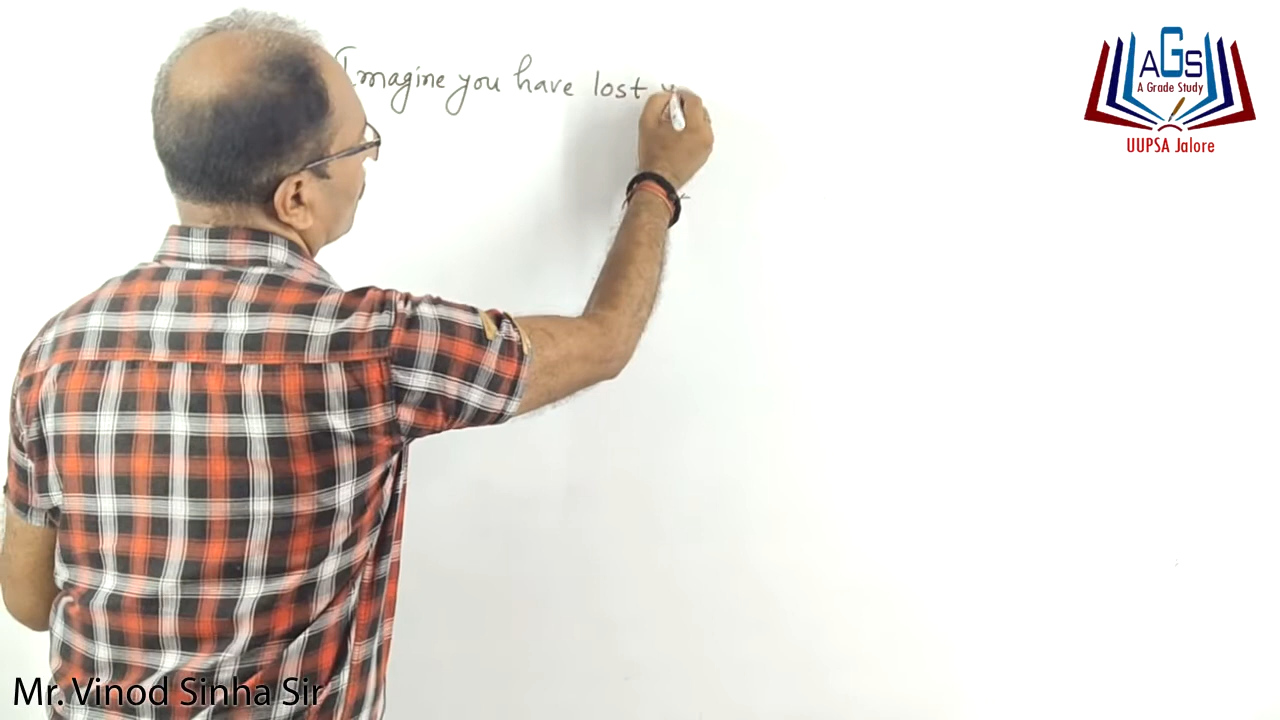 Imagine you have lost
AGS
A Grade Study
UUPSA Jalore
Mr. Vinod Sinha Sir